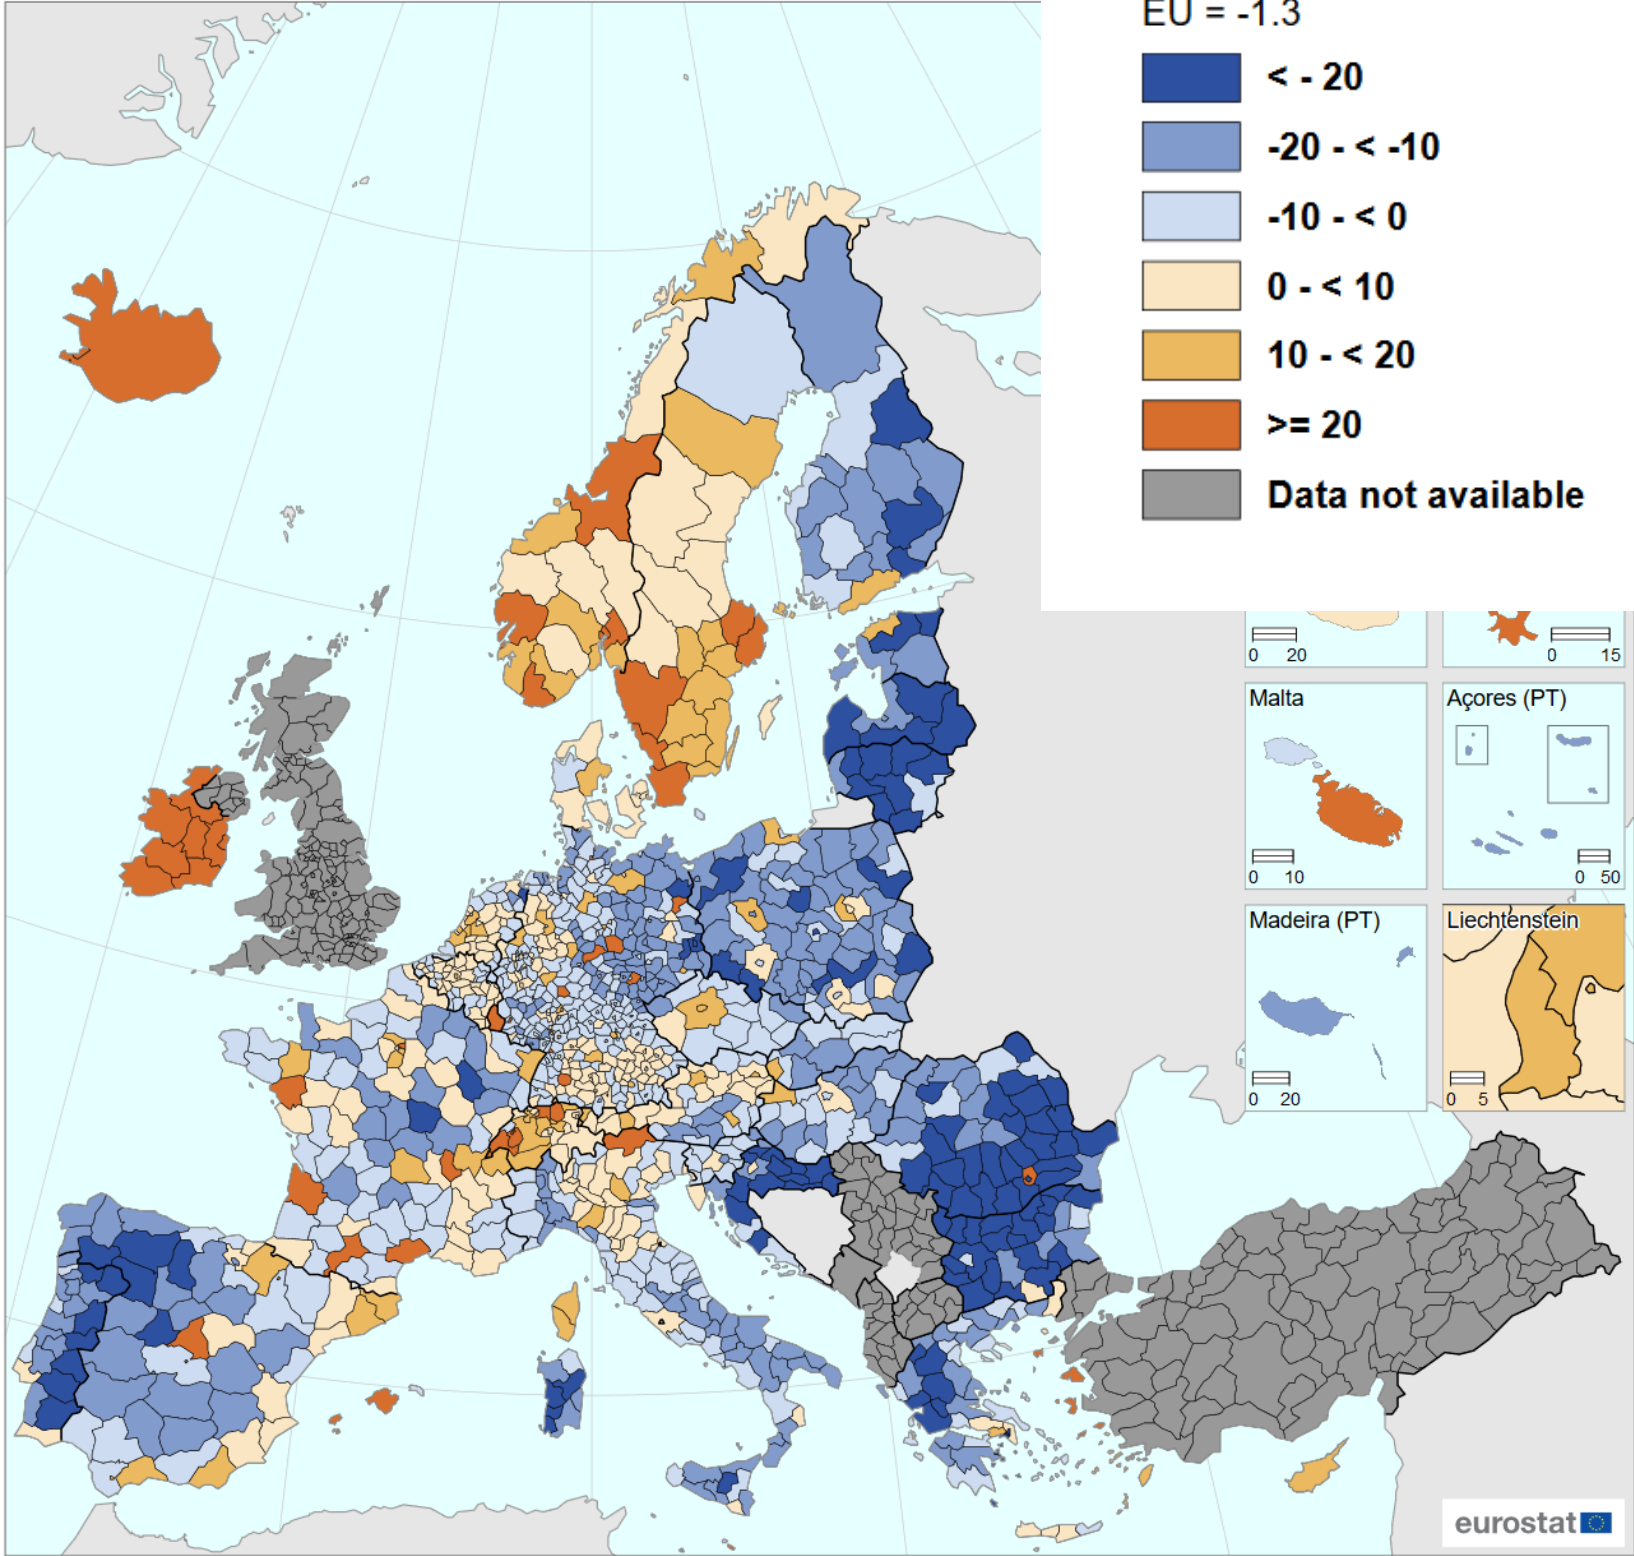 EU = -1.3
< - 20
-20 - < -10
-10 - < 0
0 - < 10
10 - < 20
>= 20
Data not available
0 20
0 15
Malta
0 10
Açores (PT)
0 50
Madeira (PT)
0 20
Liechtenstein
0 5
eurostat